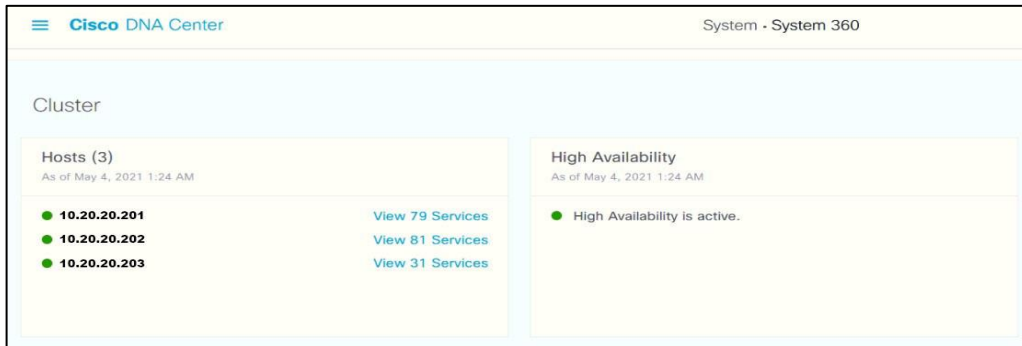 Cisco DNA Center
System - System 360
Cluster
Hosts (3)
As of May 4, 2021 1:24 AM
10.20.20.201 View 79 Services
10.20.20.202 View 81 Services
10.20.20.203 View 31 Services
High Availability
As of May 4, 2021 1:24 AM
High Availability is active.